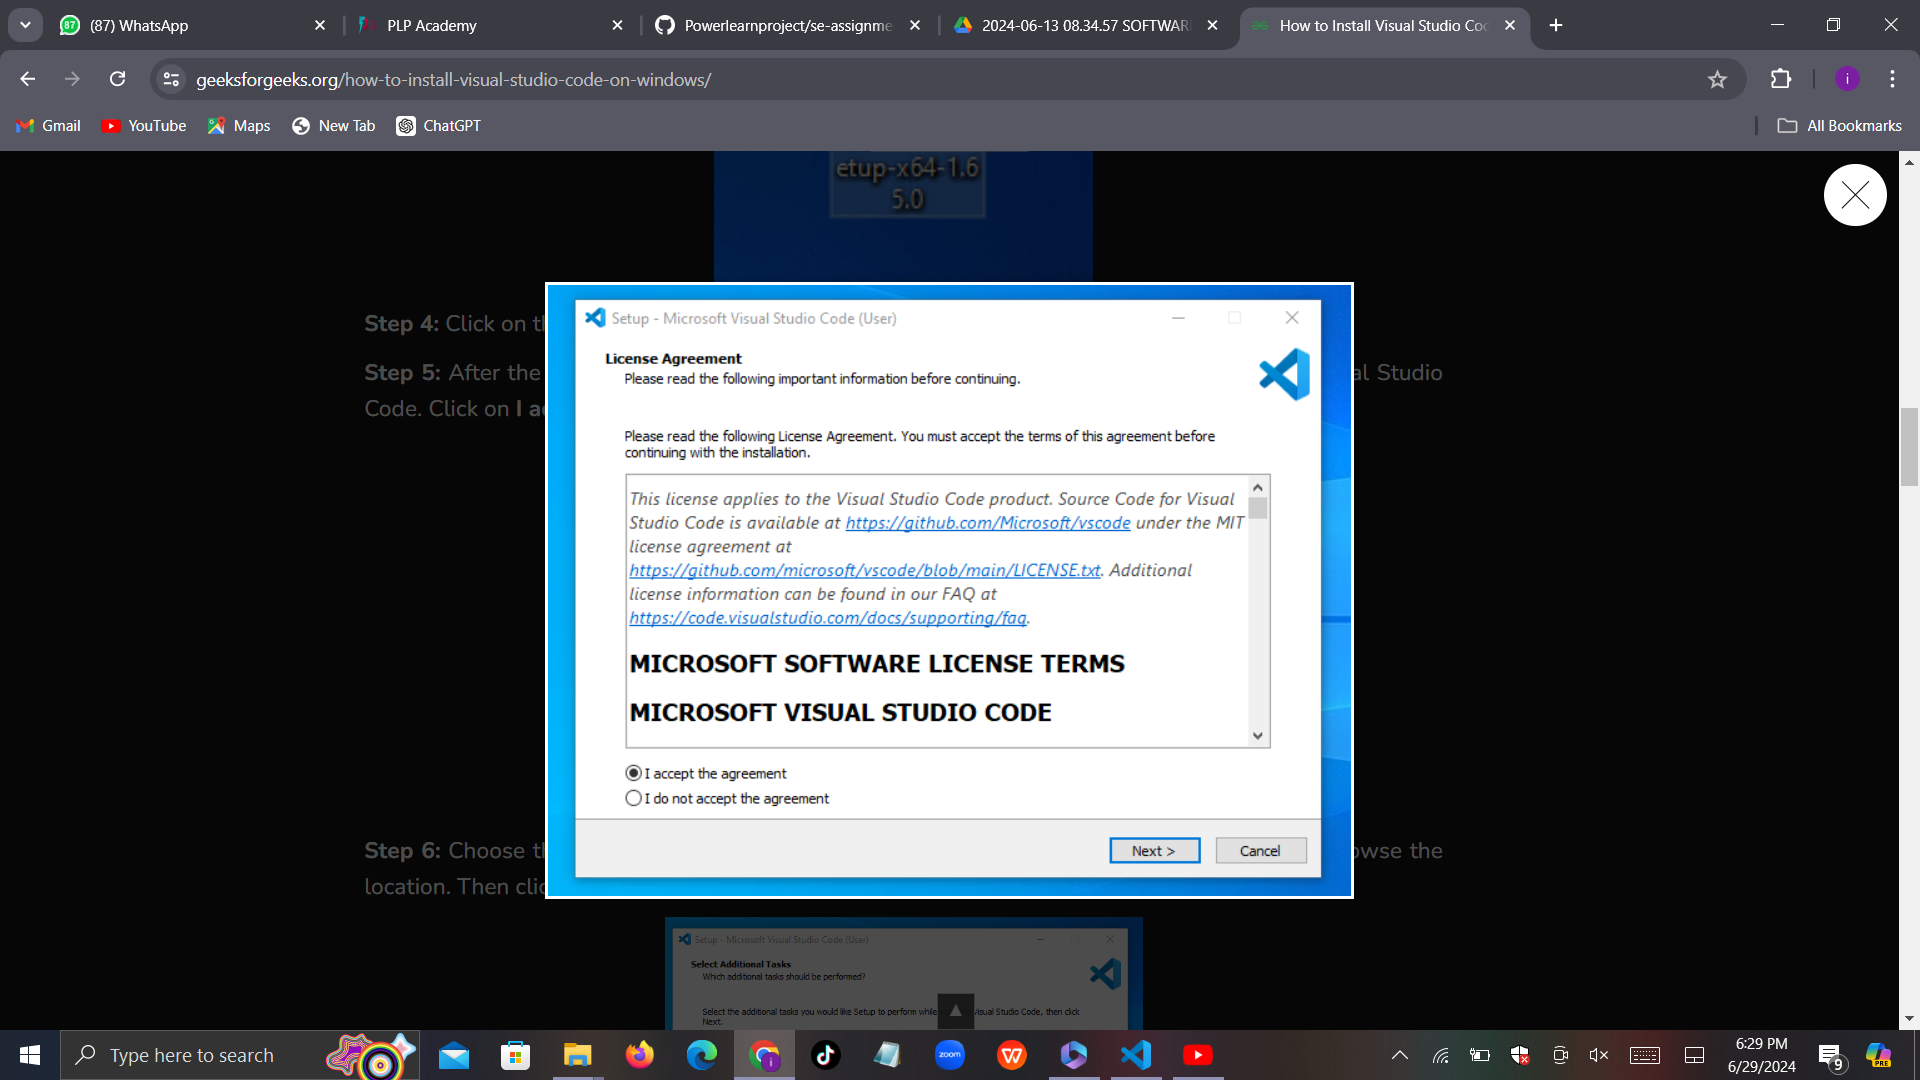 87 (87) WhatsApp
PLP Academy
Powerlearnproject/se-assignme
2024-06-13 08.34.57 SOFTWAR
How to Install Visual Studio Co
geeksforgeeks.org/how-to-install-visual-studio-code-on-windows/
i
Gmail
YouTube
Maps
New Tab
ChatGPT
All Bookmarks
etup-x64-1.6
5.0
Step 4: Click on t
Step 5: After the
al Studio
Code. Click on I a
Setup - Microsoft Visual Studio Code (User)
License Agreement
Please read the following important information before continuing.
Please read the following License Agreement. You must accept the terms of this agreement before
continuing with the installation.
This license applies to the Visual Studio Code product. Source Code for Visual
Studio Code is available at https://github.com/Microsoft/vscode under the MIT
license agreement at
https://github.com/microsoft/vscode/blob/main/LICENSE.txt. Additional
license information can be found in our FAQ at
https://code.visualstudio.com/docs/supporting/faq.
MICROSOFT SOFTWARE LICENSE TERMS
MICROSOFT VISUAL STUDIO CODE
I accept the agreement
I do not accept the agreement
Next >
Cancel
Step 6: Choose t
owse the
location. Then clic
Setup - Microsoft Visual Studio Code (User)
Select Additional Tasks
Which additional tasks should be performed?
Select the additional tasks you would like Setup to perform while
Visual Studio Code, then click
Next.
Type here to search
zoom
i
6:29 PM
6/29/2024
9
PRE